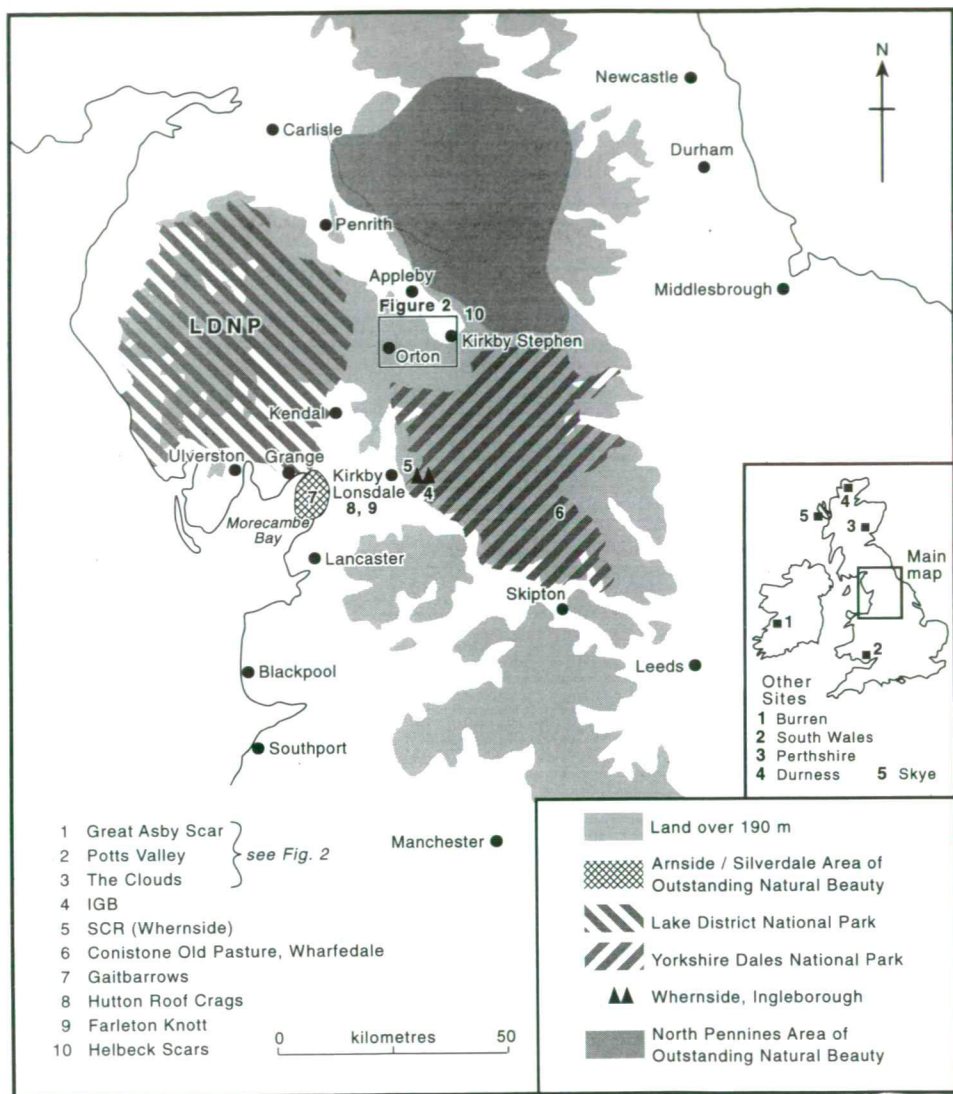 N
Newcastle
Carlisle
Durham
Penrith
Appleby
Middlesbrough
Figure 2
10
LDNP
Kirkby Stephen
Orton
Kendal
Ulverston
Grange
Kirkby
Lonsdale
5
4
7
8, 9
6
Morecambe
Bay
Lancaster
Skipton
Leeds
Blackpool
Southport
Manchester
4
5
3
Main
map
1
2
Other
Sites
1 Burren
2 South Wales
3 Perthshire
4 Durness 5 Skye
1 Great Asby Scar
2 Potts Valley
3 The Clouds
see Fig. 2
4 IGB
5 SCR (Whernside)
6 Conistone Old Pasture, Wharfedale
7 Gaitbarrows
8 Hutton Roof Crags
9 Farleton Knott
10 Helbeck Scars
0 kilometres 50
Land over 190 m
Arnside / Silverdale Area of
Outstanding Natural Beauty
Lake District National Park
Yorkshire Dales National Park
Whernside, Ingleborough
North Pennines Area of
Outstanding Natural Beauty